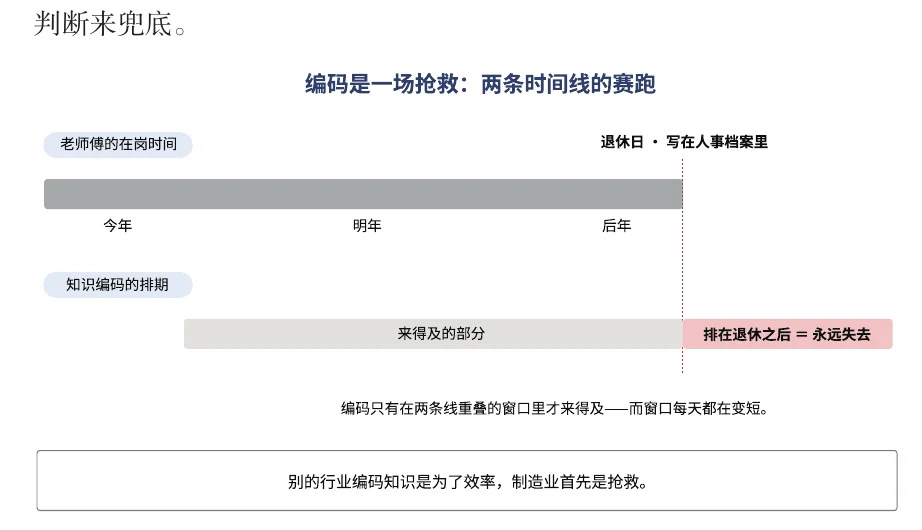 判断来兜底。
编码是一场抢救：两条时间线的赛跑
老师傅的在岗时间
退休日 · 写在人事档案里
今年
明年
后年
知识编码的排期
来得及的部分
排在退休之后 = 永远失去
编码只有在两条线重叠的窗口里才来得及——而窗口每天都在变短。
别的行业编码知识是为了效率，制造业首先是抢救。